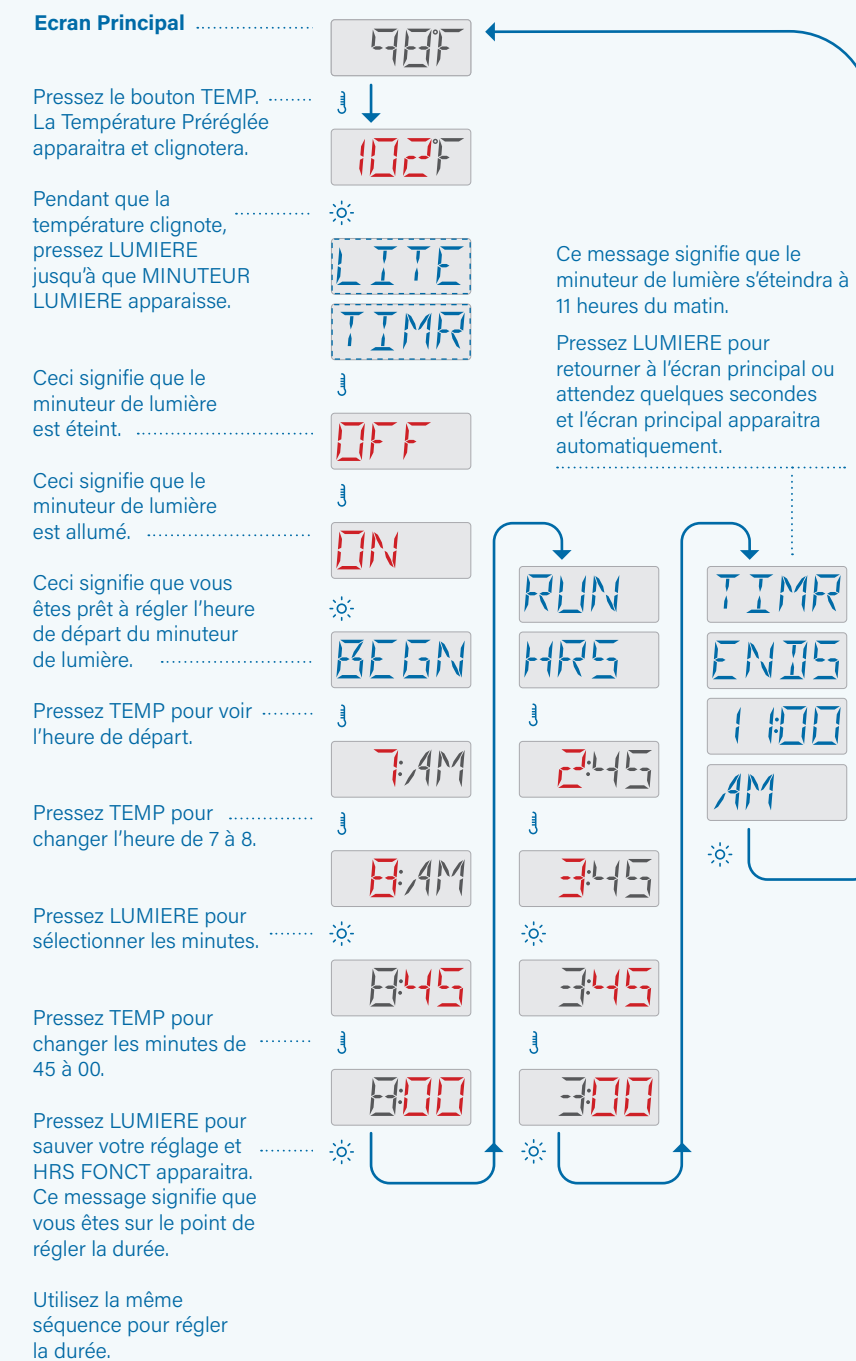 Ecran Principal
98°F
Pressez le bouton TEMP.
La Température Préréglée
apparaitra et clignotera.
102°F
Pendant que la
température clignote,
pressez LUMIERE
jusqu'à que MINUTEUR
LUMIERE apparaisse.
LITE
TIMR
Ceci signifie que le
minuteur de lumière
est éteint.
OFF
Ceci signifie que le
minuteur de lumière
est allumé.
ON
Ceci signifie que vous
êtes prêt à régler l'heure
de départ du minuteur
de lumière.
BEGN
Pressez TEMP pour voir
l'heure de départ.
7:AM
Pressez TEMP pour
changer l'heure de 7 à 8.
8:AM
Pressez LUMIERE pour
sélectionner les minutes.
8:45
Pressez TEMP pour
changer les minutes de
45 à 00.
8:00
Pressez LUMIERE pour
sauver votre réglage et
HRS FONCT apparaitra.
Ce message signifie que
vous êtes sur le point de
régler la durée.
Utilisez la même
séquence pour régler
la durée.
RUN
HRS
2:45
3:45
3:45
3:00
Ce message signifie que le
minuteur de lumière s'éteindra à
11 heures du matin.
Pressez LUMIERE pour
retourner à l'écran principal ou
attendez quelques secondes
et l'écran principal apparaitra
automatiquement.
TIMR
ENDS
11:00
AM